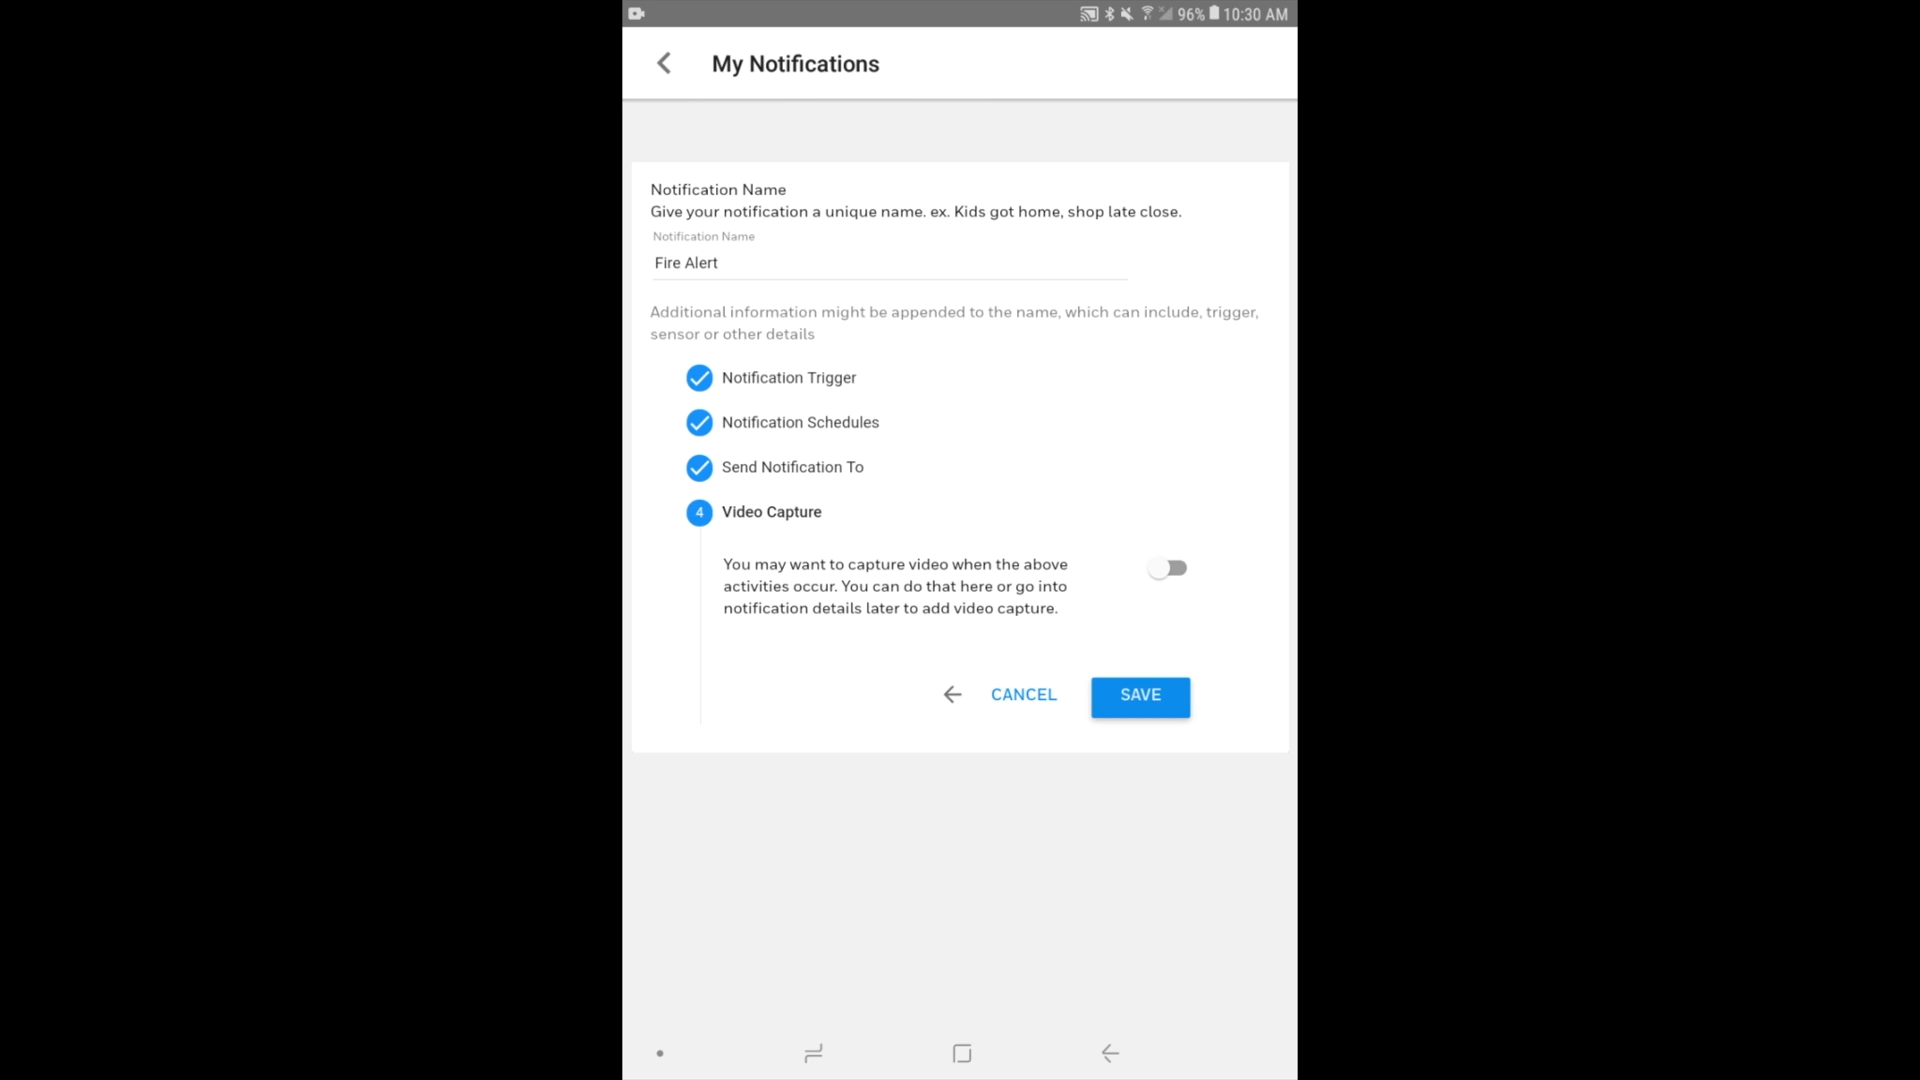 96% 10:30 AM
My Notifications
Notification Name
Give your notification a unique name. ex. Kids got home, shop late close.
Notification Name
Fire Alert
Additional information might be appended to the name, which can include, trigger,
sensor or other details
Notification Trigger
Notification Schedules
Send Notification To
4 Video Capture
You may want to capture video when the above
activities occur. You can do that here or go into
notification details later to add video capture.
CANCEL SAVE